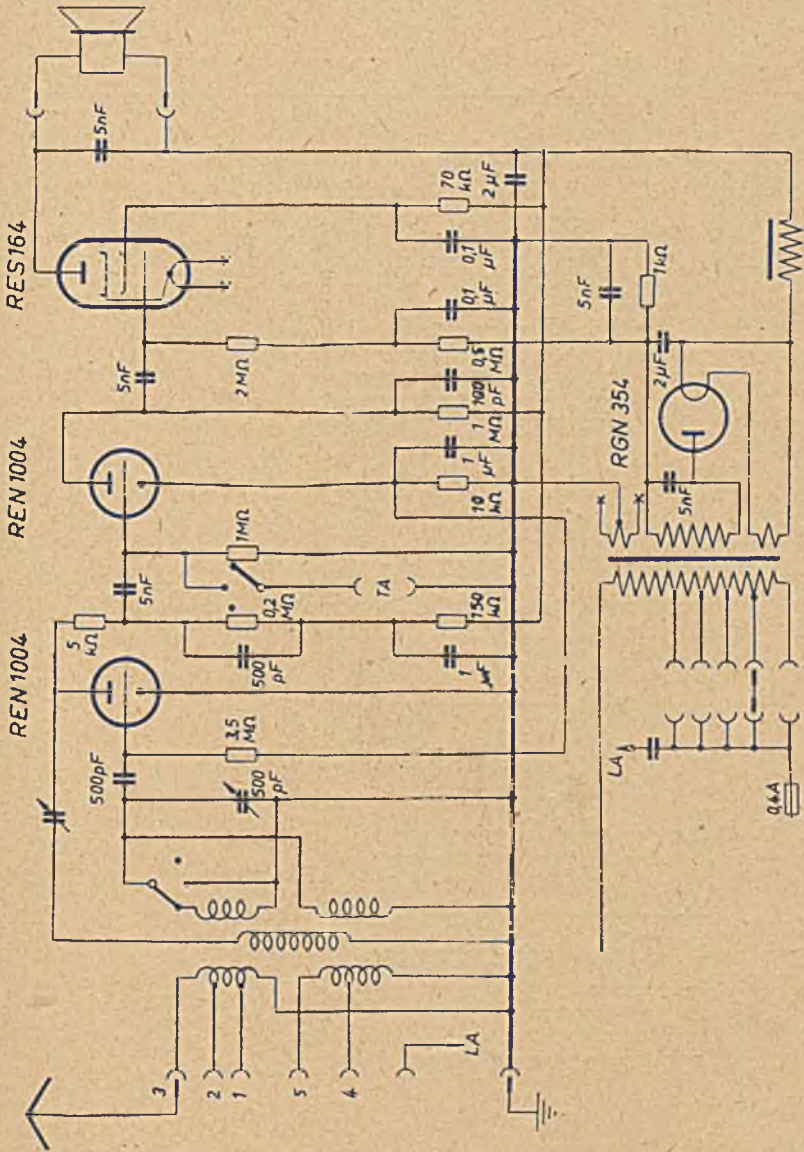 REN1004
REN1004
RES164
5
kΩ
5nF
5nF
5nF
500pF
500
pF
3,5
MΩ
500
pF
0,2
MΩ
1MΩ
2MΩ
TA
1
µF
150
kΩ
10
kΩ
1
µF
1
MΩ
100
pF
0,5
MΩ
0,1
µF
0,1
µF
70
kΩ
2µF
3
2
1
5
4
LA
LA
0,4A
5nF
RGN 354
2µF
5nF
1kΩ